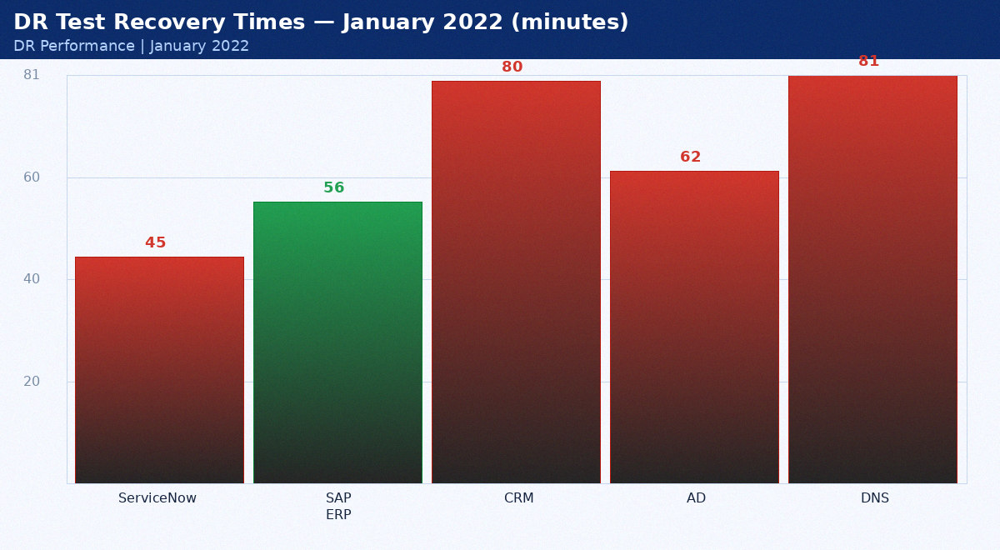 DR Test Recovery Times — January 2022 (minutes)
DR Performance | January 2022
81
60
40
20
45
56
80
62
81
ServiceNow
SAP
ERP
CRM
AD
DNS